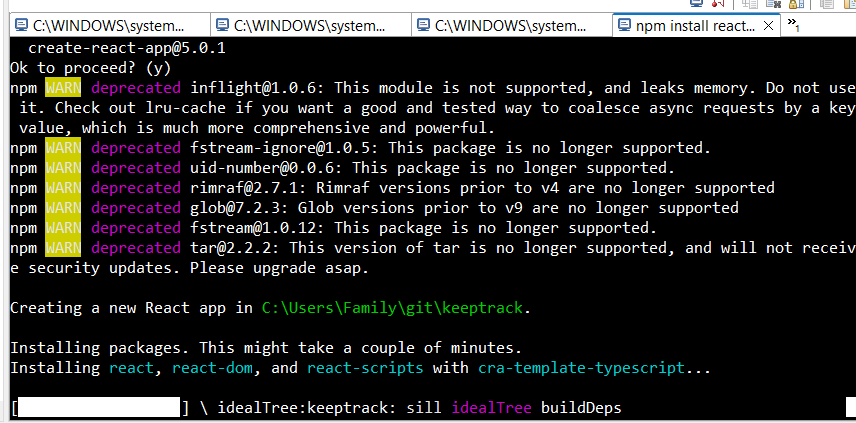 C:\WINDOWS\system... C:\WINDOWS\system... C:\WINDOWS\system... npm install react... »1
create-react-app@5.0.1
Ok to proceed? (y)
npm WARN deprecated inflight@1.0.6: This module is not supported, and leaks memory. Do not use
it. Check out lru-cache if you want a good and tested way to coalesce async requests by a key
value, which is much more comprehensive and powerful.
npm WARN deprecated fstream-ignore@1.0.5: This package is no longer supported.
npm WARN deprecated uid-number@0.0.6: This package is no longer supported.
npm WARN deprecated rimraf@2.7.1: Rimraf versions prior to v4 are no longer supported
npm WARN deprecated glob@7.2.3: Glob versions prior to v9 are no longer supported
npm WARN deprecated fstream@1.0.12: This package is no longer supported.
npm WARN deprecated tar@2.2.2: This version of tar is no longer supported, and will not receiv
e security updates. Please upgrade asap.
Creating a new React app in C:\Users\Family\git\keeptrack.
Installing packages. This might take a couple of minutes.
Installing react, react-dom, and react-scripts with cra-template-typescript...
[ ] \ idealTree:keeptrack: sill idealTree buildDeps